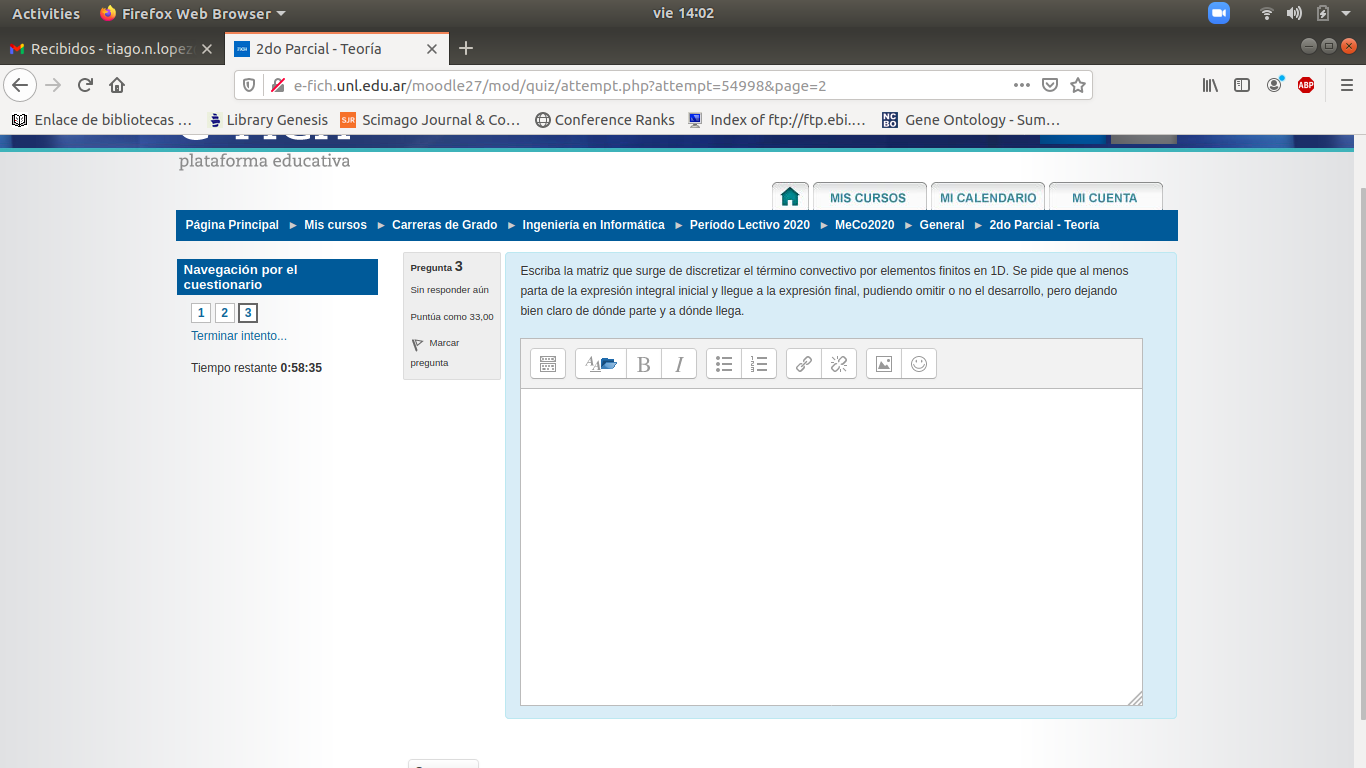 Activities Firefox Web Browser vie 14:02
Recibidos - tiago.n.lopez 2do Parcial - Teoría
e-fich.unl.edu.ar/moodle27/mod/quiz/attempt.php?attempt=54998&page=2
Enlace de bibliotecas … Library Genesis SJR Scimago Journal & Co… Conference Ranks Index of ftp://ftp.ebi.… NC BO Gene Ontology - Sum…
plataforma educativa
MIS CURSOS MI CALENDARIO MI CUENTA
Página Principal ► Mis cursos ► Carreras de Grado ► Ingeniería en Informática ► Período Lectivo 2020 ► MeCo2020 ► General ► 2do Parcial - Teoría
Navegación por el
cuestionario
1 2 3
Terminar intento...
Tiempo restante 0:58:35
Pregunta 3
Sin responder aún
Puntúa como 33,00
Marcar
pregunta
Escriba la matriz que surge de discretizar el término convectivo por elementos finitos en 1D. Se pide que al menos
parta de la expresión integral inicial y llegue a la expresión final, pudiendo omitir o no el desarrollo, pero dejando
bien claro de dónde parte y a dónde llega.
B I